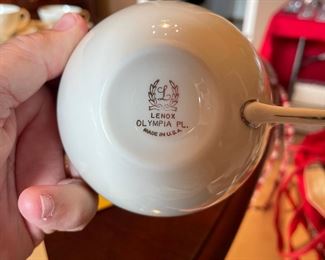 L
LENOX
OLYMPIA PL.
MADE IN U.S.A.